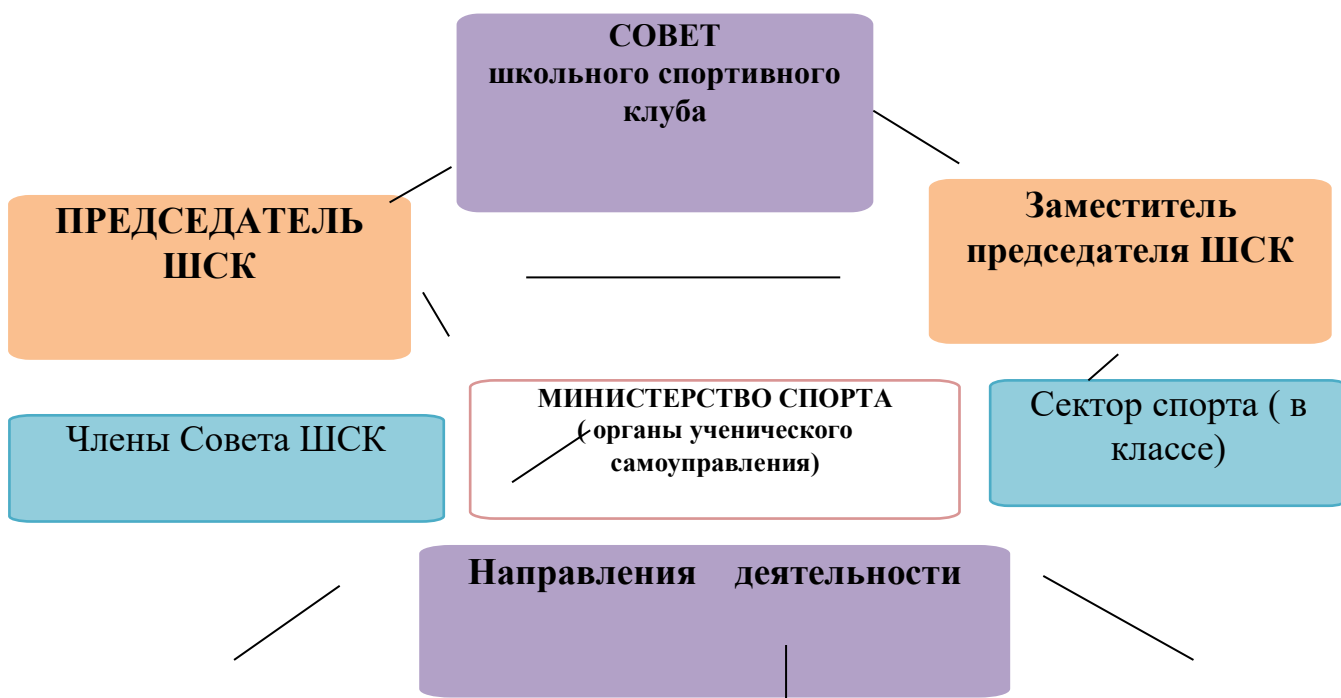 СОВЕТ
школьного спортивного
клуба
ПРЕДСЕДАТЕЛЬ
ШСК
Заместитель
председателя ШСК
Члены Совета ШСК
МИНИСТЕРСТВО СПОРТА
( органы ученического
самоуправления)
Сектор спорта ( в
классе)
Направления деятельности